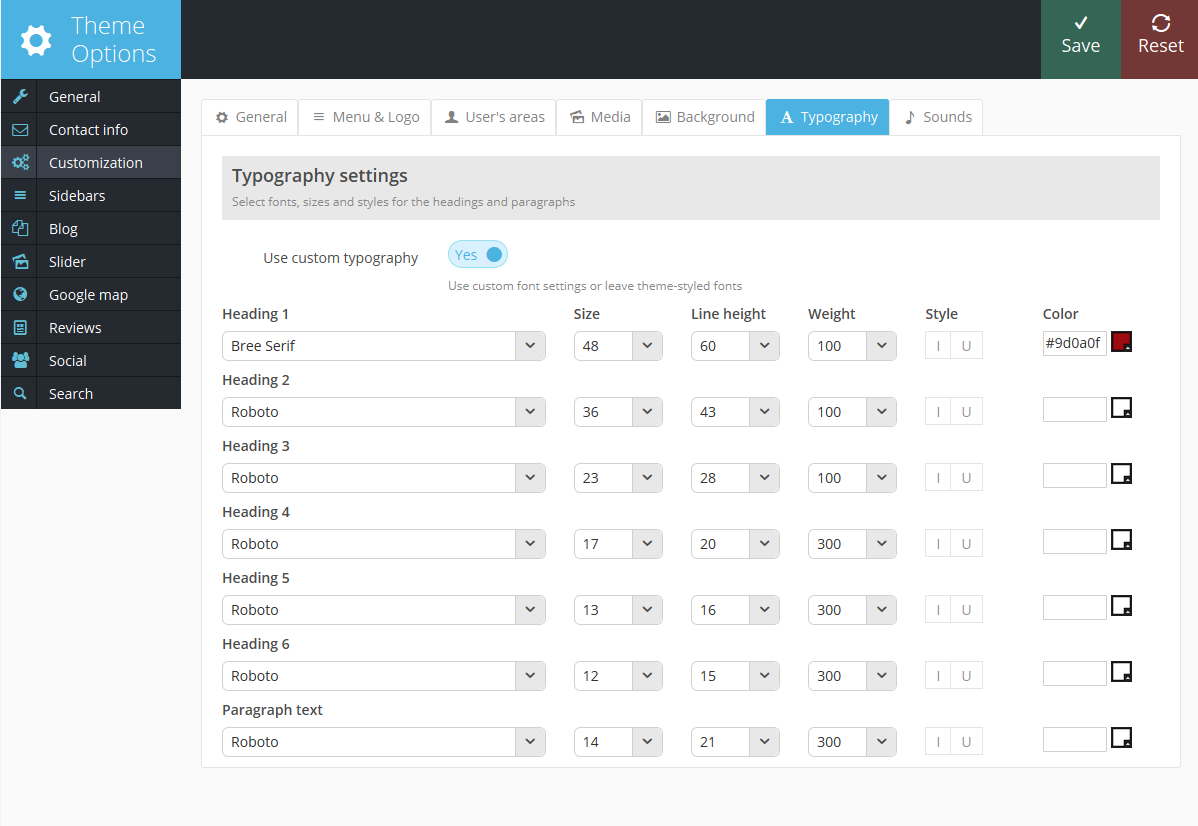 Theme
Options
Save
Reset
General
Contact info
Customization
Sidebars
Blog
Slider
Google map
Reviews
Social
Search
General Menu & Logo User's areas Media Background Typography Sounds
Typography settings
Select fonts, sizes and styles for the headings and paragraphs
Use custom typography Yes
Use custom font settings or leave theme-styled fonts
Heading 1 Size Line height Weight Style Color
Bree Serif 48 60 100 I U #9d0a0f
Heading 2
Roboto 36 43 100 I U
Heading 3
Roboto 23 28 100 I U
Heading 4
Roboto 17 20 300 I U
Heading 5
Roboto 13 16 300 I U
Heading 6
Roboto 12 15 300 I U
Paragraph text
Roboto 14 21 300 I U